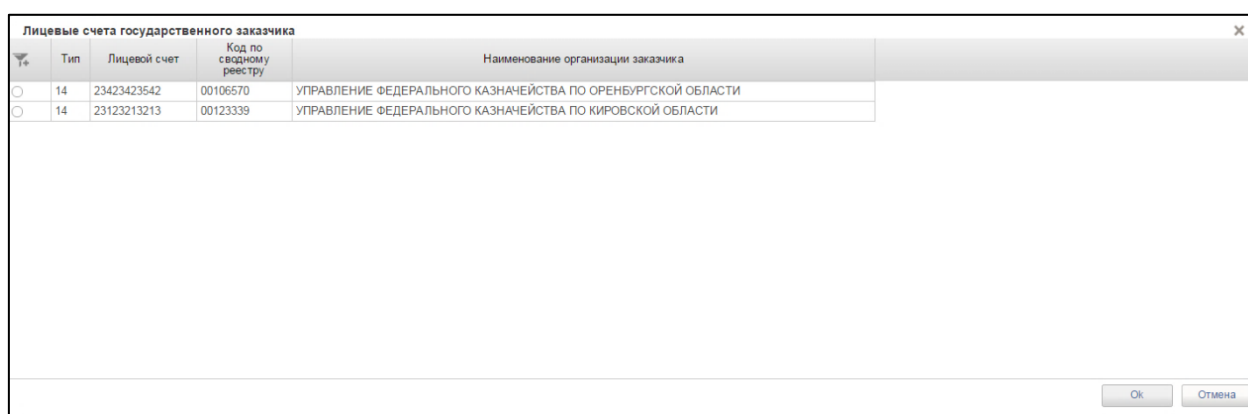 Лицевые счета государственного заказчика
Тип Лицевой счет Код по сводному реестру Наименование организации заказчика
14 23423423542 00106570 УПРАВЛЕНИЕ ФЕДЕРАЛЬНОГО КАЗНАЧЕЙСТВА ПО ОРЕНБУРГСКОЙ ОБЛАСТИ
14 23123213213 00123339 УПРАВЛЕНИЕ ФЕДЕРАЛЬНОГО КАЗНАЧЕЙСТВА ПО КИРОВСКОЙ ОБЛАСТИ
Ok Отмена